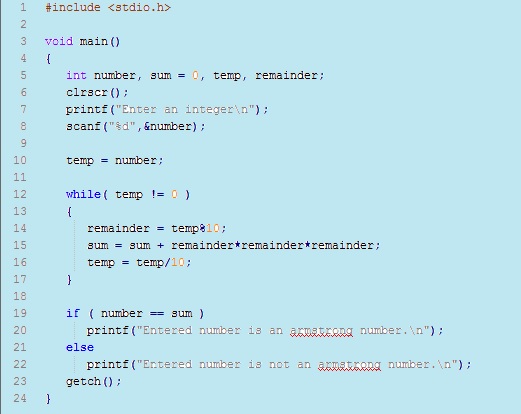 1 #include <stdio.h>
2
3 void main()
4 {
5 int number, sum = 0, temp, remainder;
6 clrscr();
7 printf("Enter an integer\n");
8 scanf("%d",&number);
9
10 temp = number;
11
12 while( temp != 0 )
13 {
14 remainder = temp%10;
15 sum = sum + remainder*remainder*remainder;
16 temp = temp/10;
17 }
18
19 if ( number == sum )
20 printf("Entered number is an armstrong number.\n");
21 else
22 printf("Entered number is not an armstrong number.\n");
23 getch();
24 }